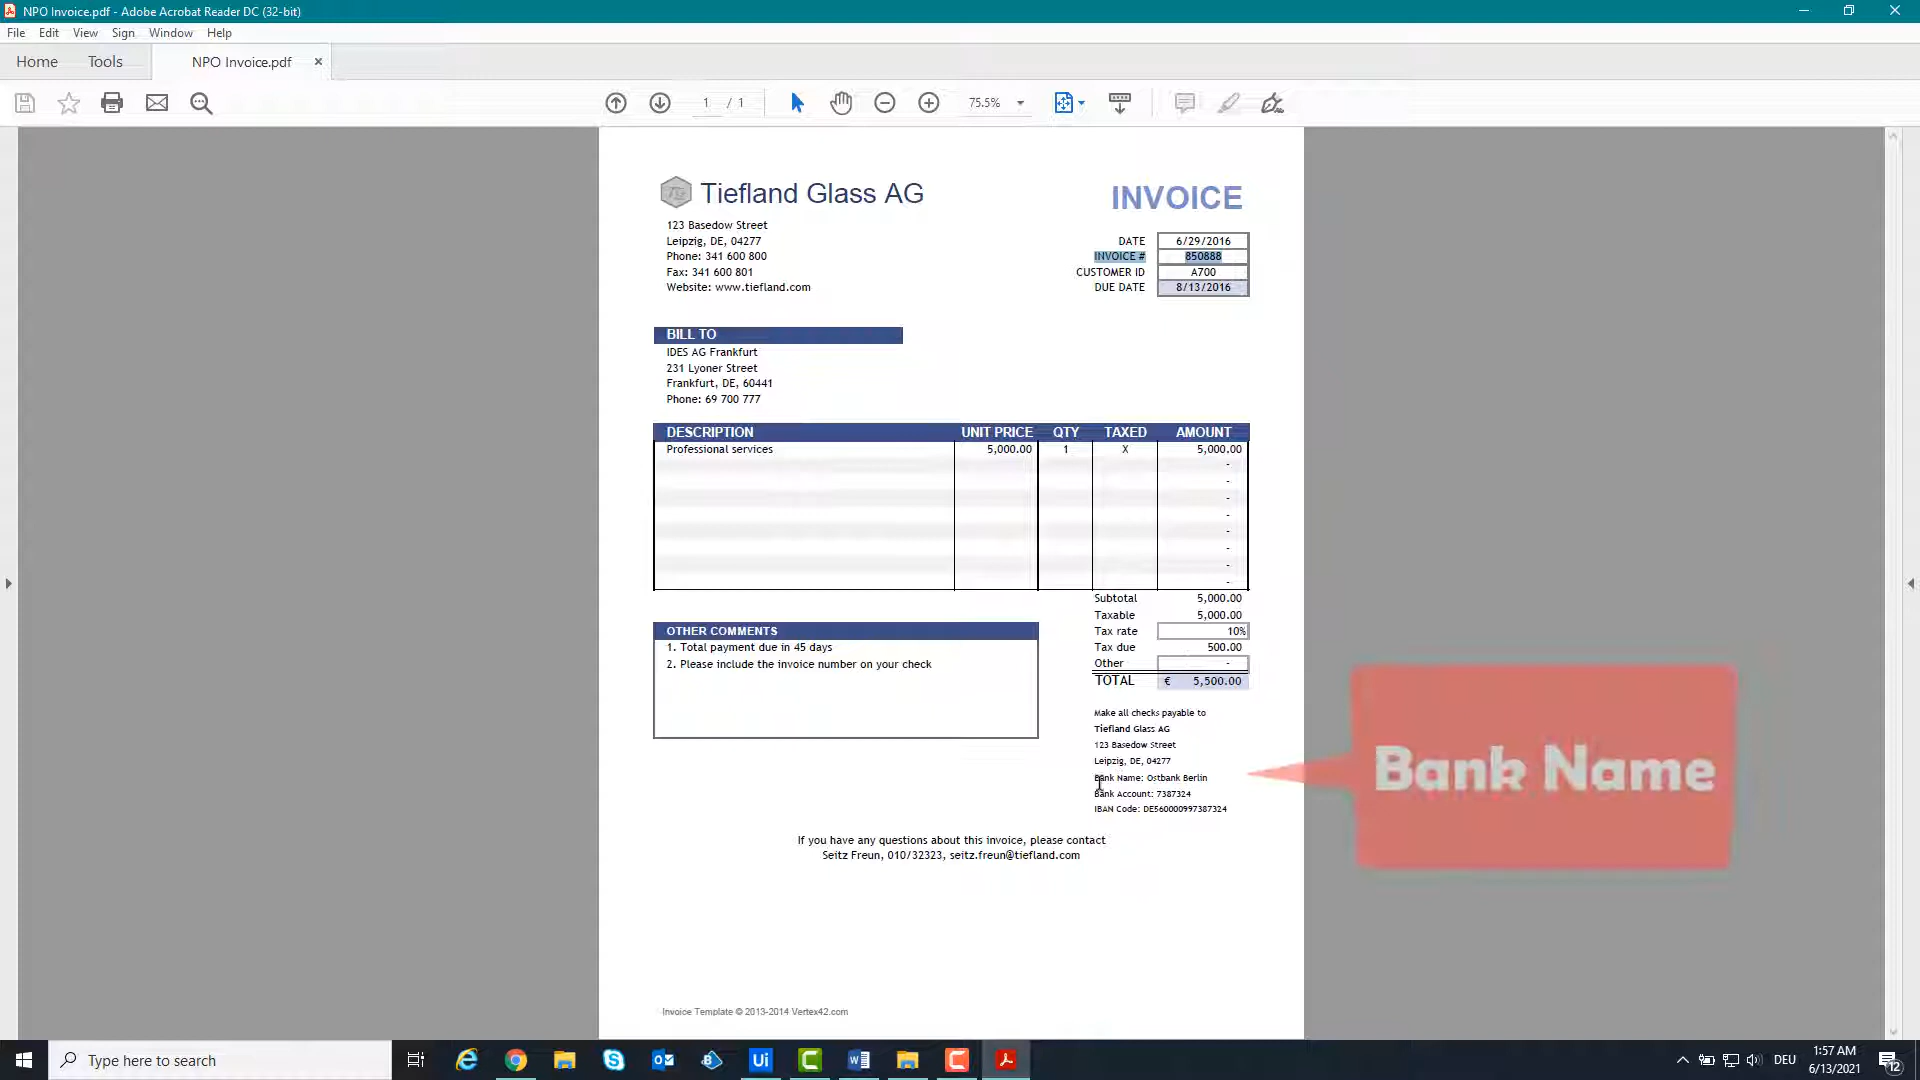 NPO Invoice.pdf - Adobe Acrobat Reader DC (32-bit)
File Edit View Sign Window Help
Home Tools NPO Invoice.pdf
1 / 1 75.5%
Tiefland Glass AG
INVOICE
123 Basedow Street
Leipzig, DE, 04277
Phone: 341 600 800
Fax: 341 600 801
Website: www.tiefland.com
DATE 6/29/2016
INVOICE # 850888
CUSTOMER ID A700
DUE DATE 8/13/2016
BILL TO
IDES AG Frankfurt
231 Lyoner Street
Frankfurt, DE, 60441
Phone: 69 700 777
DESCRIPTION UNIT PRICE QTY TAXED AMOUNT
Professional services 5,000.00 1 X 5,000.00
-
-
-
-
-
-
-
-
Subtotal 5,000.00
Taxable 5,000.00
Tax rate 10%
Tax due 500.00
Other -
TOTAL € 5,500.00
OTHER COMMENTS
1. Total payment due in 45 days
2. Please include the invoice number on your check
Make all checks payable to
Tiefland Glass AG
123 Basedow Street
Leipzig, DE, 04277
Bank Name: Ostbank Berlin
Bank Account: 7387324
IBAN Code: DE560000997387324
Bank Name
If you have any questions about this invoice, please contact
Seitz Freun, 010/32323, seitz.freun@tiefland.com
Invoice Template © 2013-2014 Vertex42.com
Type here to search
Ui
DEU
1:57 AM
6/13/2021
12